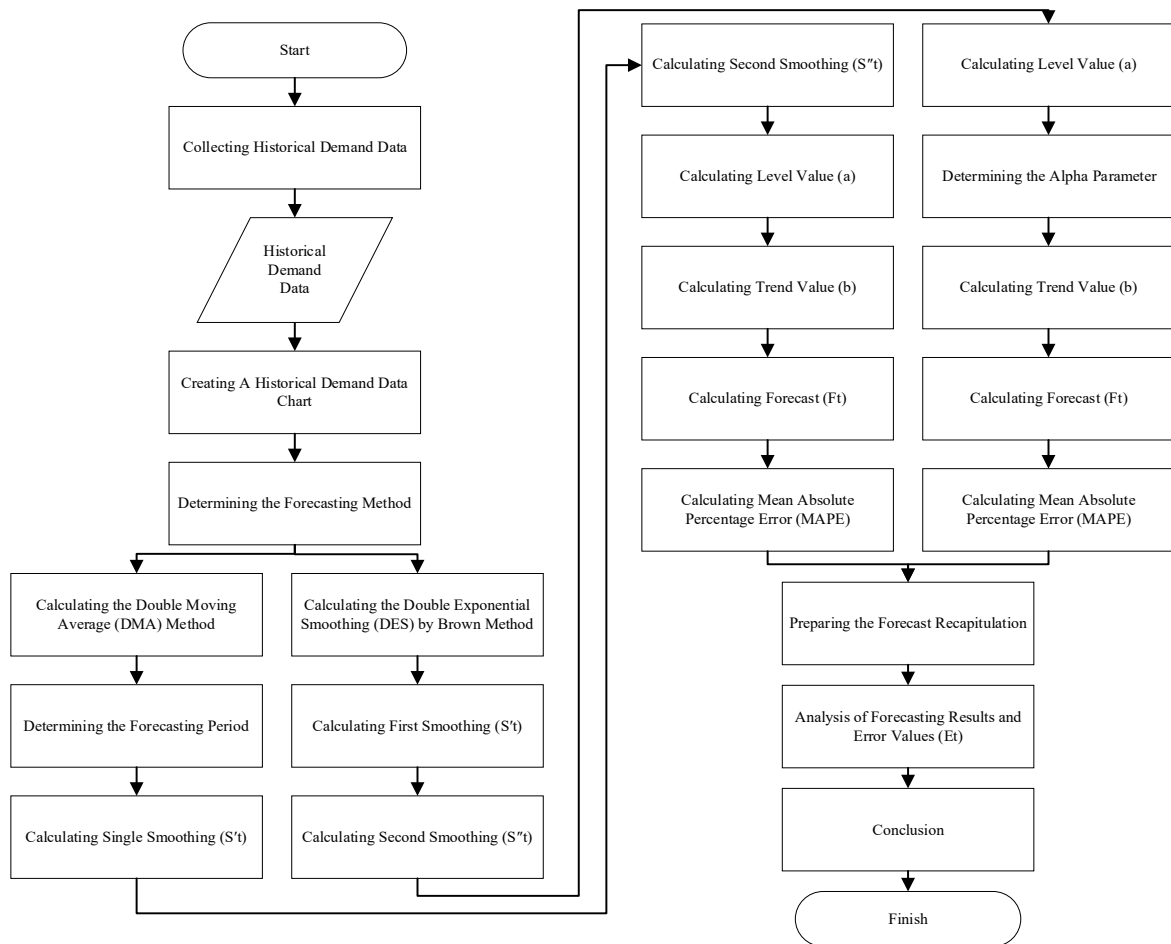 Start
Collecting Historical Demand Data
Historical
Demand
Data
Creating A Historical Demand Data
Chart
Determining the Forecasting Method
Calculating the Double Moving
Average (DMA) Method
Determining the Forecasting Period
Calculating Single Smoothing (S't)
Calculating the Double Exponential
Smoothing (DES) by Brown Method
Calculating First Smoothing (S't)
Calculating Second Smoothing (S″t)
Calculating Second Smoothing (S″t)
Calculating Level Value (a)
Calculating Trend Value (b)
Calculating Forecast (Ft)
Calculating Mean Absolute
Percentage Error (MAPE)
Calculating Level Value (a)
Determining the Alpha Parameter
Calculating Trend Value (b)
Calculating Forecast (Ft)
Calculating Mean Absolute
Percentage Error (MAPE)
Preparing the Forecast Recapitulation
Analysis of Forecasting Results and
Error Values (Et)
Conclusion
Finish